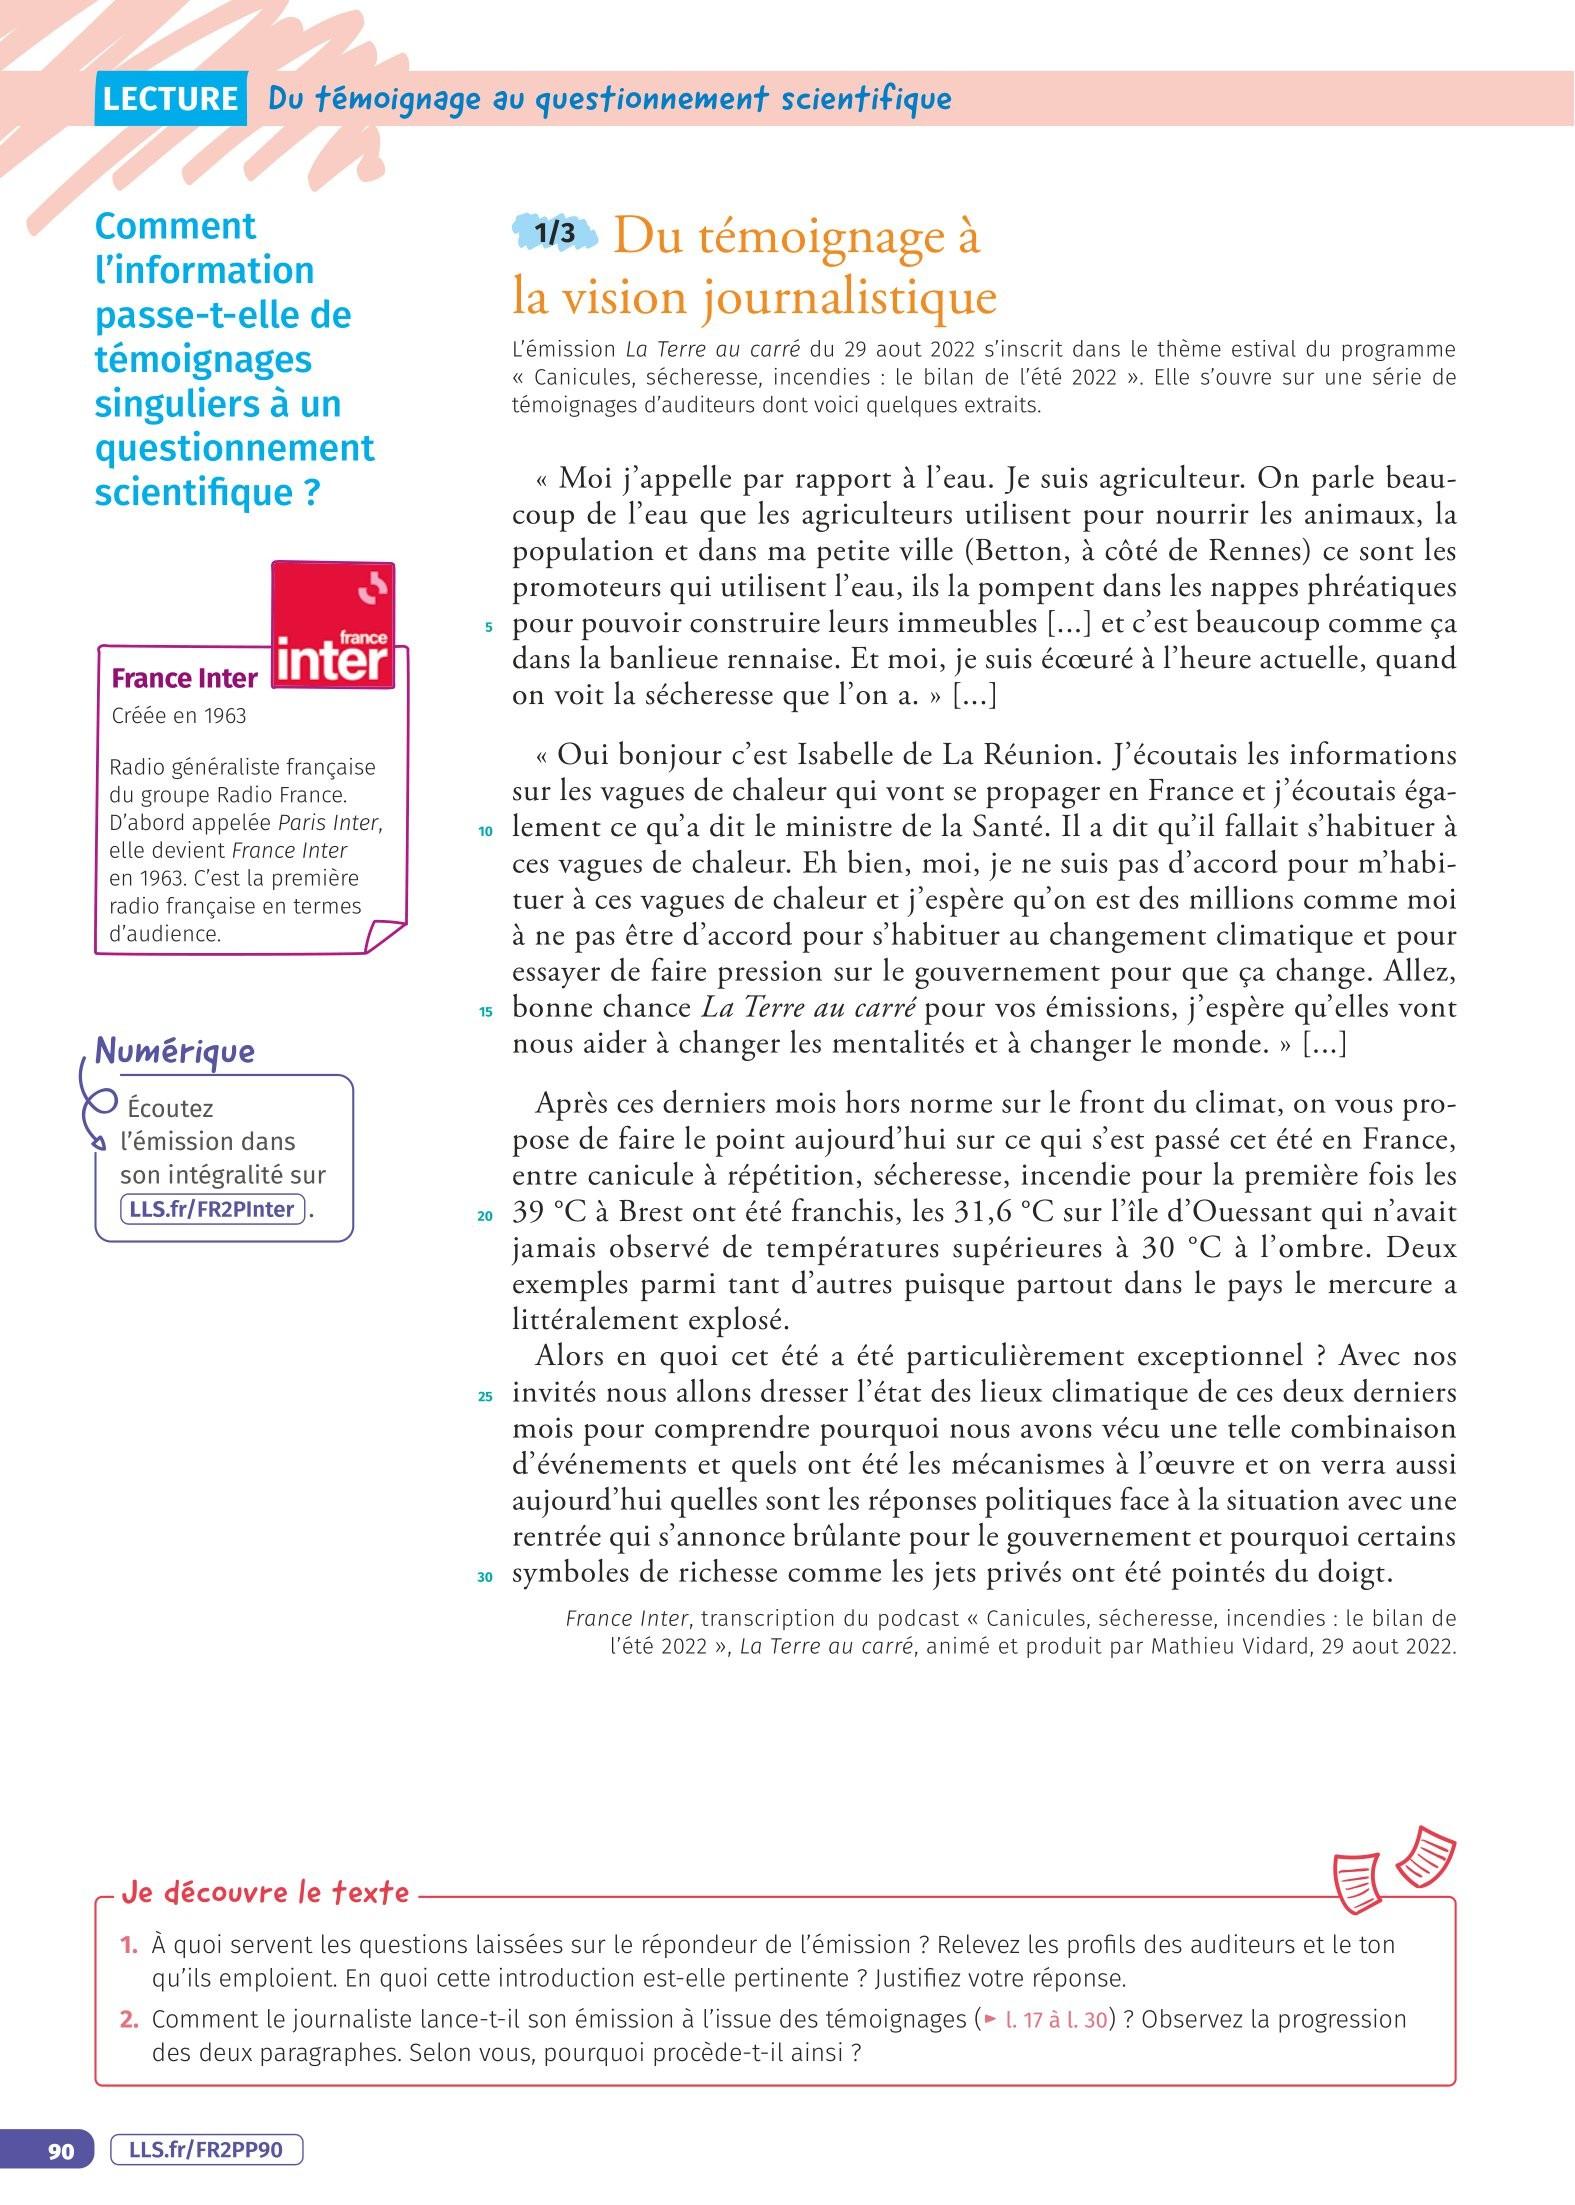 LECTURE Du témoignage au questionnement scientifique
Comment
l'information
passe-t-elle de
témoignages
singuliers à un
questionnement
scientifique ?
france
inter
France Inter
Créée en 1963
Radio généraliste française
du groupe Radio France.
D'abord appelée Paris Inter,
elle devient France Inter
en 1963. C'est la première
radio française en termes
d'audience.
Numérique
Écoutez
l'émission dans
son intégralité sur
LLS.fr/FR2PInter .
1/3 Du témoignage à
la vision journalistique
L'émission La Terre au carré du 29 aout 2022 s'inscrit dans le thème estival du programme
« Canicules, sécheresse, incendies : le bilan de l'été 2022 ». Elle s'ouvre sur une série de
témoignages d'auditeurs dont voici quelques extraits.
« Moi j'appelle par rapport à l'eau. Je suis agriculteur. On parle beau-
coup de l'eau que les agriculteurs utilisent pour nourrir les animaux, la
population et dans ma petite ville (Betton, à côté de Rennes) ce sont les
promoteurs qui utilisent l'eau, ils la pompent dans les nappes phréatiques
5 pour pouvoir construire leurs immeubles [...] et c'est beaucoup comme ça
dans la banlieue rennaise. Et moi, je suis écœuré à l'heure actuelle, quand
on voit la sécheresse que l'on a. » [...]
« Oui bonjour c'est Isabelle de La Réunion. J'écoutais les informations
sur les vagues de chaleur qui vont se propager en France et j'écoutais éga-
10 lement ce qu'a dit le ministre de la Santé. Il a dit qu'il fallait s'habituer à
ces vagues de chaleur. Eh bien, moi, je ne suis pas d'accord pour m'habi-
tuer à ces vagues de chaleur et j'espère qu'on est des millions comme moi
à ne pas être d'accord pour s'habituer au changement climatique et pour
essayer de faire pression sur le gouvernement pour que ça change. Allez,
15 bonne chance La Terre au carré pour vos émissions, j'espère qu'elles vont
nous aider à changer les mentalités et à changer le monde. » [...]
Après ces derniers mois hors norme sur le front du climat, on vous pro-
pose de faire le point aujourd'hui sur ce qui s'est passé cet été en France,
entre canicule à répétition, sécheresse, incendie pour la première fois les
20 39 °C à Brest ont été franchis, les 31,6 °C sur l'île d'Ouessant qui n'avait
jamais observé de températures supérieures à 30 °C à l'ombre. Deux
exemples parmi tant d'autres puisque partout dans le pays le mercure a
littéralement explosé.
Alors en quoi cet été a été particulièrement exceptionnel ? Avec nos
25 invités nous allons dresser l'état des lieux climatique de ces deux derniers
mois pour comprendre pourquoi nous avons vécu une telle combinaison
d'événements et quels ont été les mécanismes à l'œuvre et on verra aussi
aujourd'hui quelles sont les réponses politiques face à la situation avec une
rentrée qui s'annonce brûlante pour le gouvernement et pourquoi certains
30 symboles de richesse comme les jets privés ont été pointés du doigt.
France Inter, transcription du podcast « Canicules, sécheresse, incendies : le bilan de
l'été 2022 », La Terre au carré, animé et produit par Mathieu Vidard, 29 aout 2022.
Je découvre le texte
1. À quoi servent les questions laissées sur le répondeur de l'émission ? Relevez les profils des auditeurs et le ton
qu'ils emploient. En quoi cette introduction est-elle pertinente ? Justifiez votre réponse.
2. Comment le journaliste lance-t-il son émission à l'issue des témoignages (► l. 17 à l. 30) ? Observez la progression
des deux paragraphes. Selon vous, pourquoi procède-t-il ainsi ?
90 LLS.fr/FR2PP90